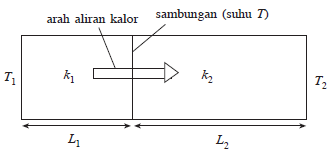 arah aliran kalor
sambungan (suhu T)
T₁
k₁
k₂
T₂
L₁
L₂